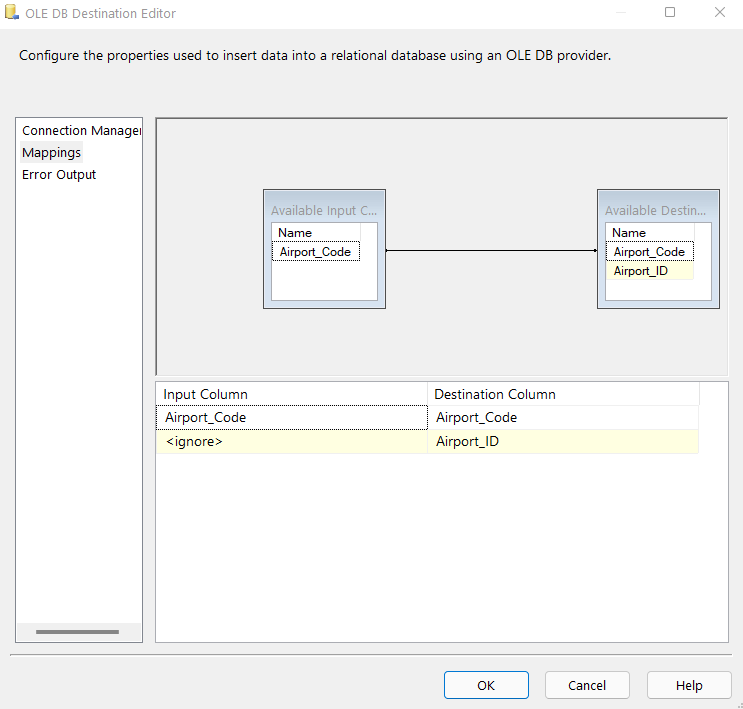 OLE DB Destination Editor
Configure the properties used to insert data into a relational database using an OLE DB provider.
Connection Manager
Mappings
Error Output
Available Input C...
Name
Airport_Code
Available Destin...
Name
Airport_Code
Airport_ID
Input Column Destination Column
Airport_Code Airport_Code
<ignore> Airport_ID
OK Cancel Help